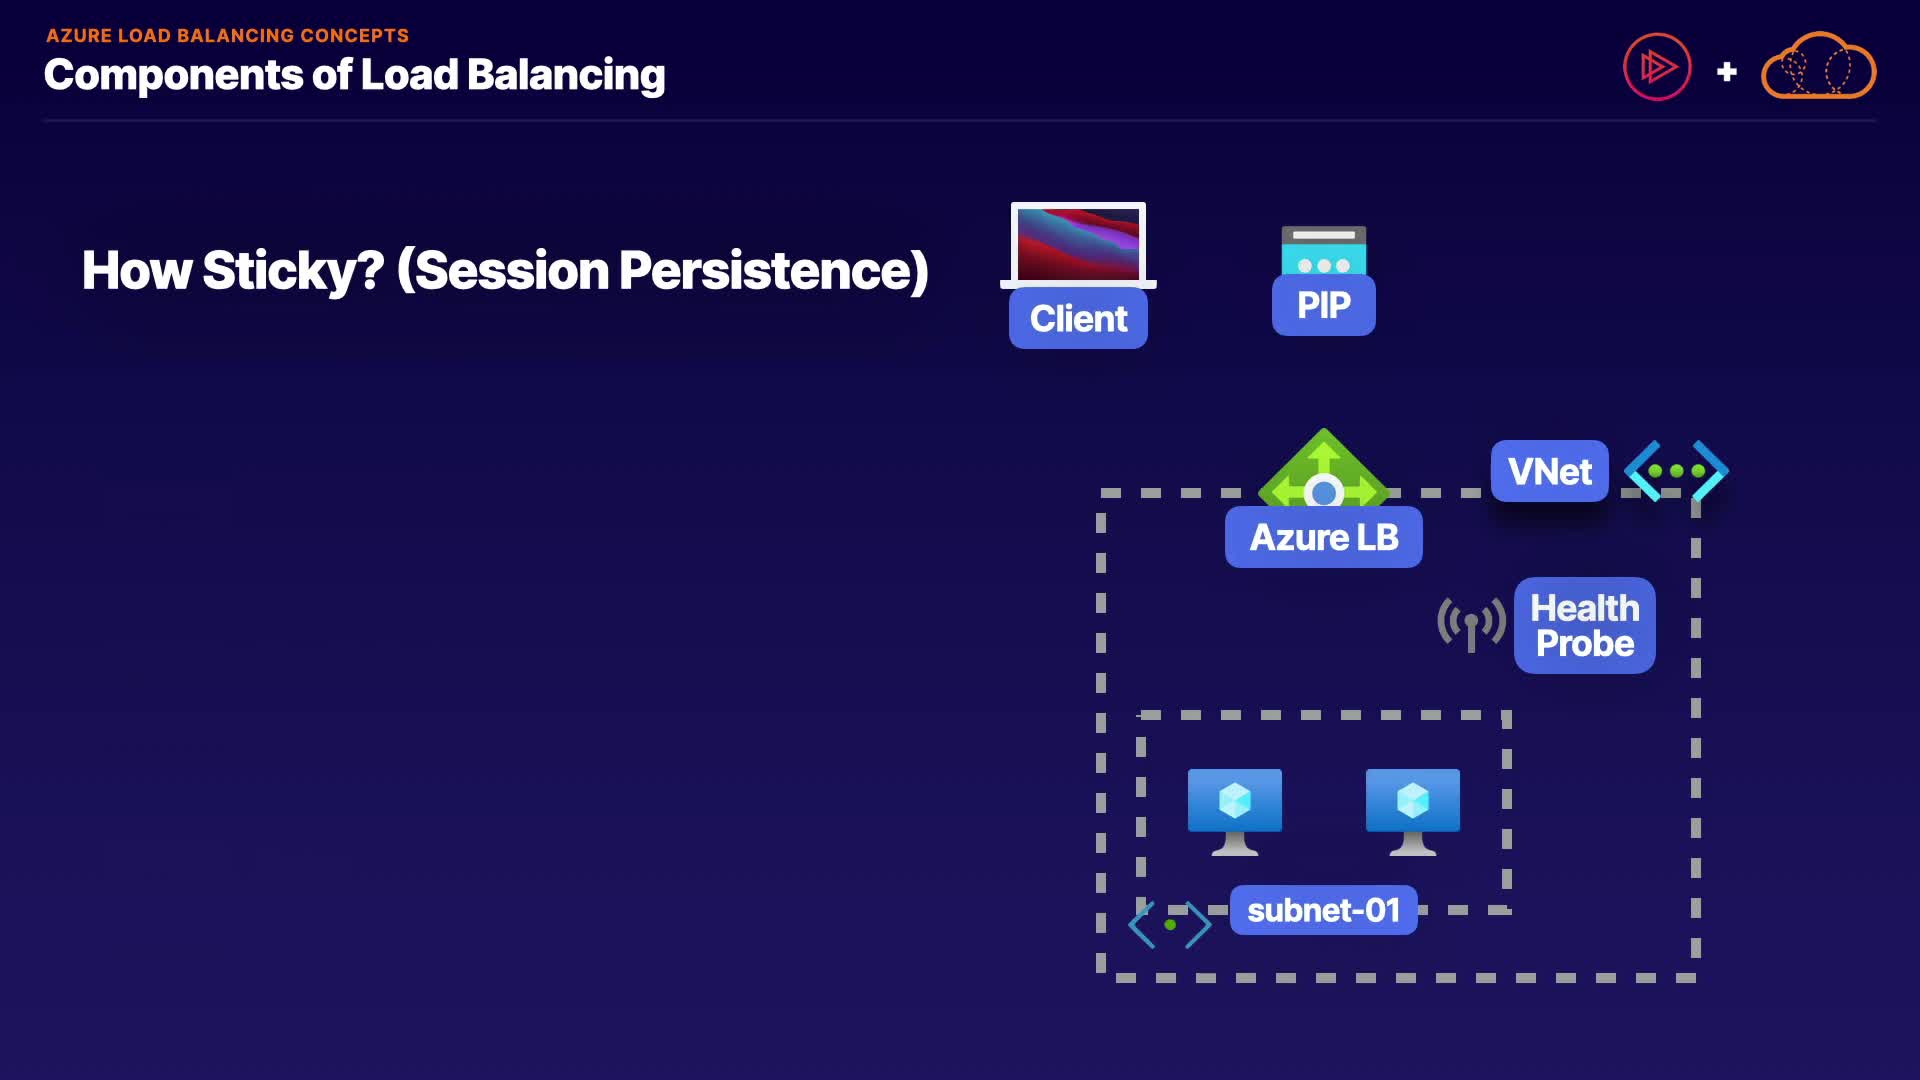 AZURE LOAD BALANCING CONCEPTS
Components of Load Balancing
How Sticky? (Session Persistence)
Client
PIP
VNet
Azure LB
Health
Probe
subnet-01